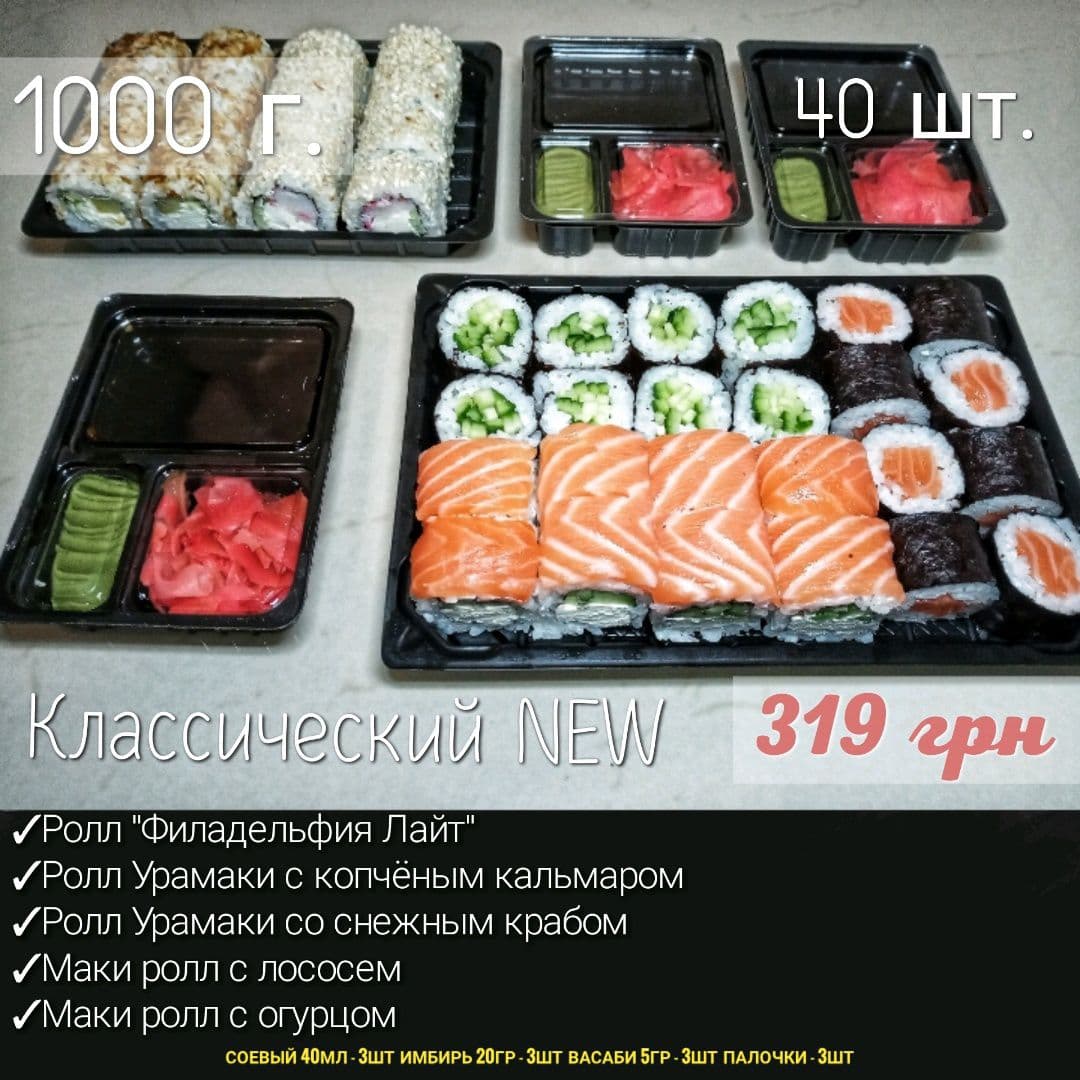 1000 г.
40 шт.
Классический NEW
319 грн
✓Ролл "Филадельфия Лайт"
✓Ролл Урамаки с копчёным кальмаром
✓Ролл Урамаки со снежным крабом
✓Маки ролл с лососем
✓Маки ролл с огурцом
СОЕВЫЙ 40МЛ - 3ШТ ИМБИРЬ 20ГР - 3ШТ ВАСАБИ 5ГР - 3ШТ ПАЛОЧКИ - 3ШТ